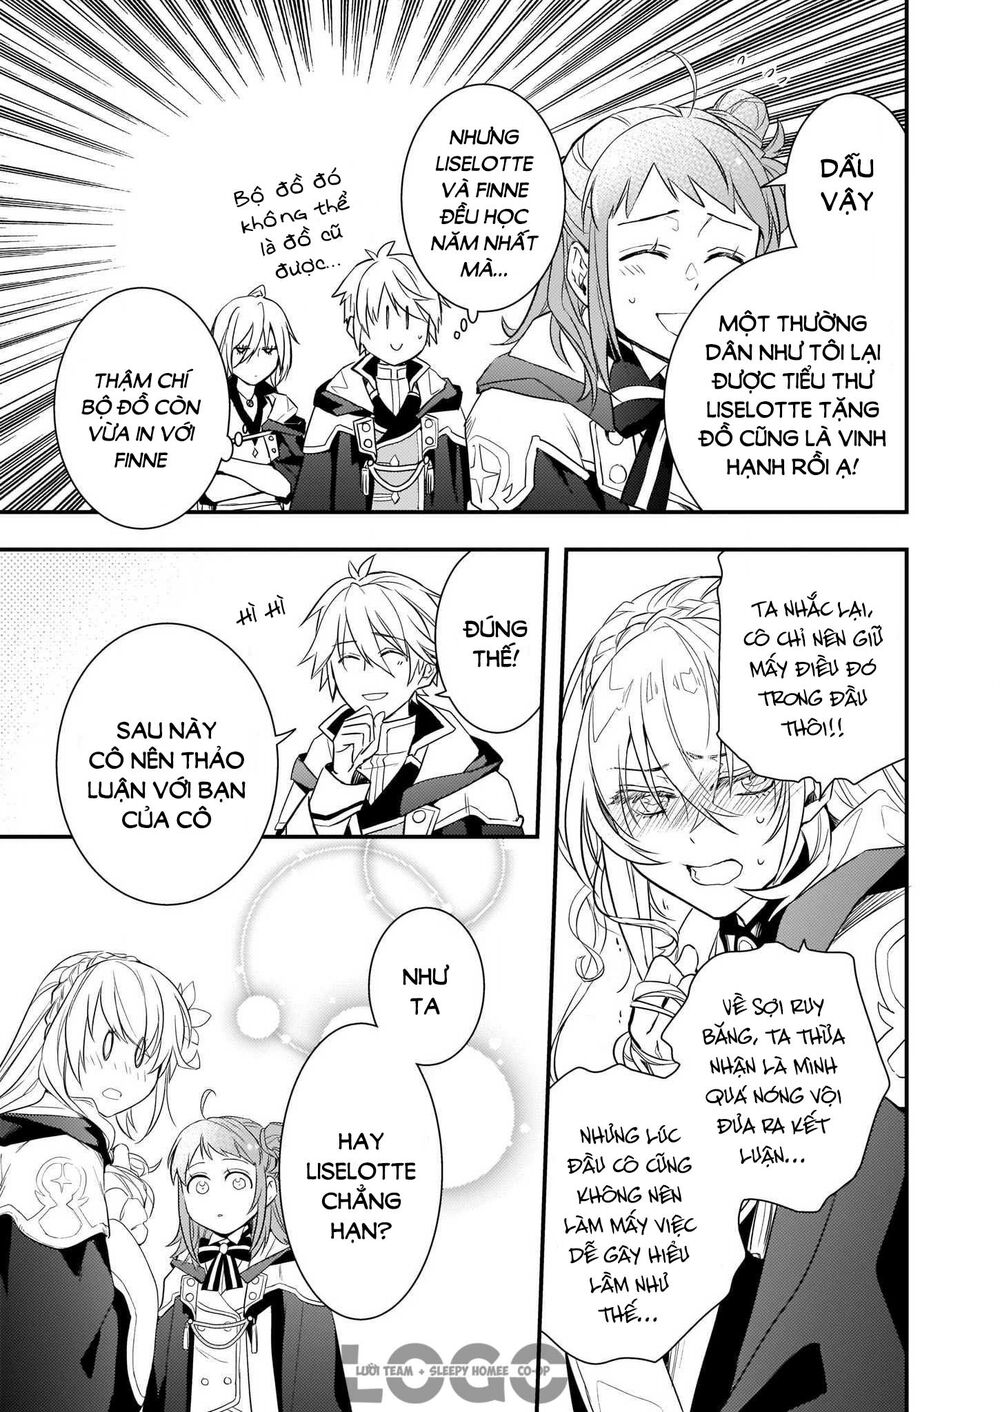 DẪU
VẬY
MỘT THƯỜNG
DÂN NHƯ TÔI LẠI
ĐƯỢC TIỂU THƯ
LISELOTTE TẶNG
ĐỒ CŨNG LÀ VINH
HẠNH RỒI Ạ!
NHƯNG
LISELOTTE
VÀ FINNE
ĐỀU HỌC
NĂM NHẤT
MÀ...
Bộ đồ đó
không thể
là đồ cũ
được...
THẬM CHÍ
BỘ ĐỒ CÒN
VỪA IN VỚI
FINNE
TA NHẮC LẠI,
CÔ CHỈ NÊN GIỮ
MẤY ĐIỀU ĐÓ
TRONG ĐẦU
THÔI!!
VỀ SỢI RUY
BĂNG, TA THỪA
NHẬN LÀ MÌNH
QUÁ NÓNG VỘI
ĐƯA RA KẾT
LUẬN...
NHƯNG LÚC
ĐẦU CÔ CŨNG
KHÔNG NÊN
LÀM MẤY VIỆC
DỄ GÂY HIỂU
LẦM NHƯ
THẾ...
ĐÚNG
THẾ!
HÌ HÌ
SAU NÀY
CÔ NÊN THẢO
LUẬN VỚI BẠN
CỦA CÔ
NHƯ
TA
HAY
LISELOTTE
CHẲNG
HẠN?
LOGO
LƯỜI TEAM + SLEEPY HOMEE CO-OP